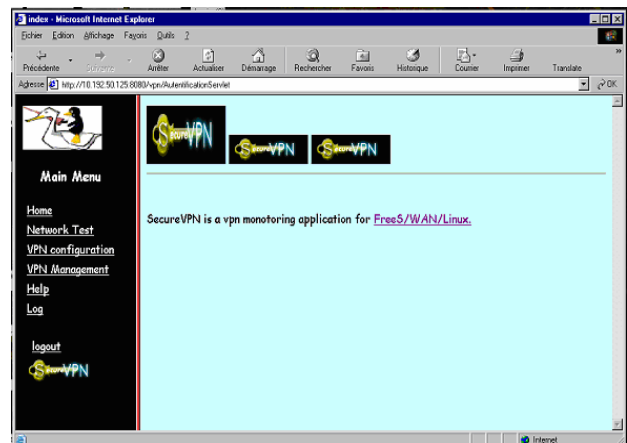 index - Microsoft Internet Explorer
Fichier Edition Affichage Favoris Outils ?
Précédente Suivante Arrêter Actualiser Démarrage Rechercher Favoris Historique Courrier Imprimer Translate
Adresse http://10.192.50.125:8080/vpn/AutentificationServlet OK
SecureVPN SecureVPN SecureVPN
Main Menu
Home
Network Test
VPN configuration
VPN Management
Help
Log
logout
SecureVPN
SecureVPN is a vpn monotoring application for FreeS/WAN/Linux.
Internet